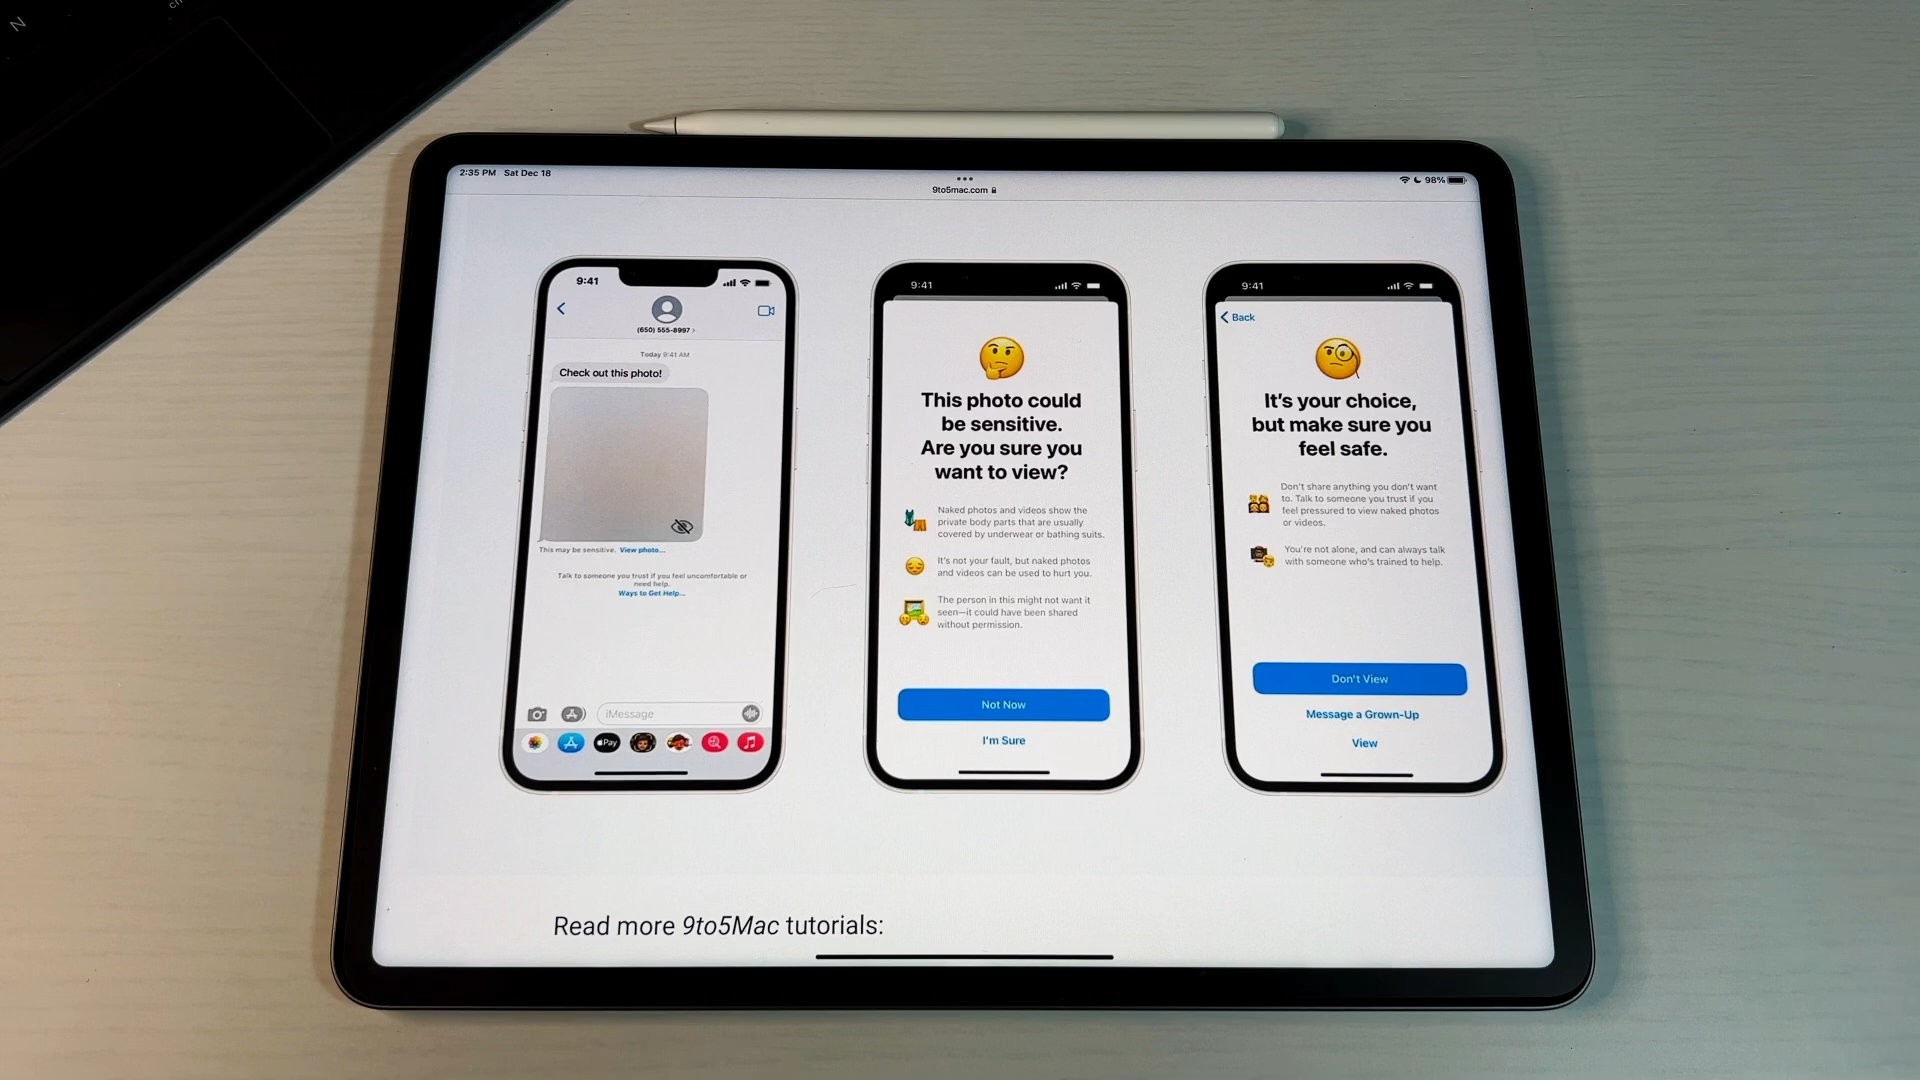 N
2:35 PM Sat Dec 18
98%
9to5mac.com
9:41
(650) 555-8997 ›
Today 9:41 AM
Check out this photo!
This may be sensitive. View photo...
Talk to someone you trust if you feel uncomfortable or
need help.
Ways to Get Help...
iMessage
Pay
9:41
This photo could
be sensitive.
Are you sure you
want to view?
Naked photos and videos show the
private body parts that are usually
covered by underwear or bathing suits.
It's not your fault, but naked photos
and videos can be used to hurt you.
The person in this might not want it
seen—it could have been shared
without permission.
Not Now
I'm Sure
9:41
Back
It's your choice,
but make sure you
feel safe.
Don't share anything you don't want
to. Talk to someone you trust if you
feel pressured to view naked photos
or videos.
You're not alone, and can always talk
with someone who's trained to help.
Don't View
Message a Grown-Up
View
Read more 9to5Mac tutorials: